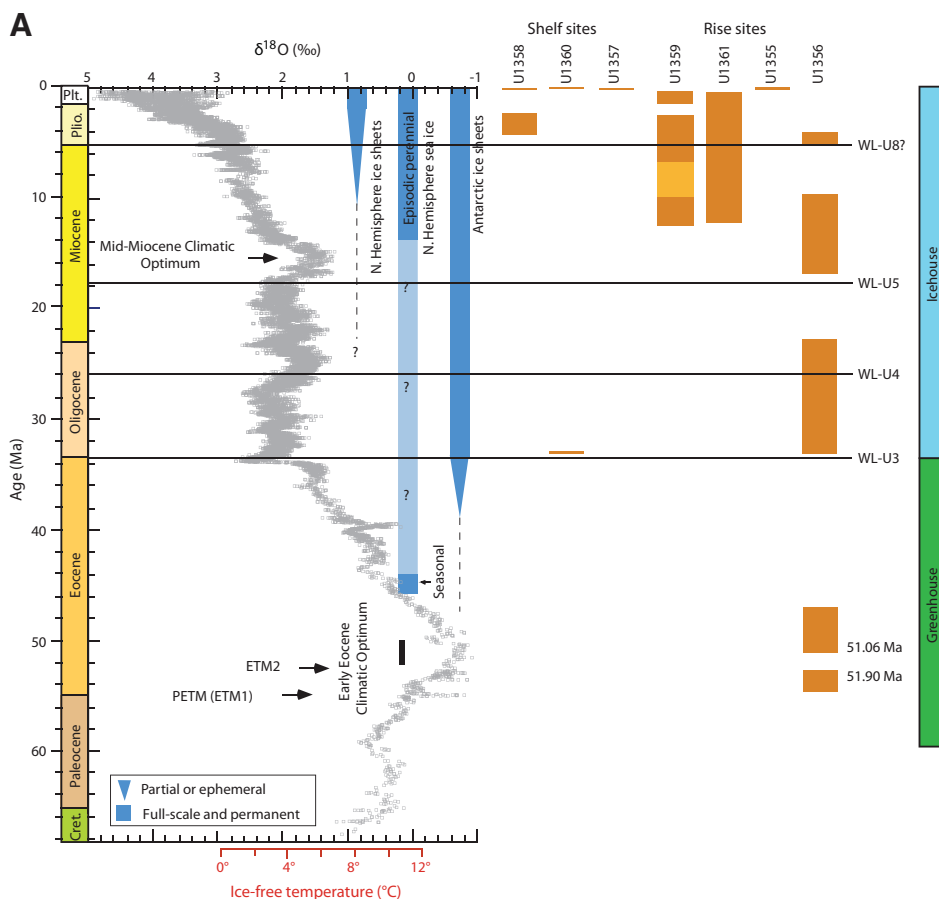 A
δ18O (‰)
Shelf sites
Rise sites
U1358
U1360
U1357
U1359
U1361
U1355
U1356
5
4
3
2
1
0
-1
0
10
20
30
40
50
60
Age (Ma)
Plt.
Plio.
Miocene
Oligocene
Eocene
Paleocene
Cret.
N. Hemisphere ice sheets
Episodic perennial
N. Hemisphere sea ice
Antarctic ice sheets
Mid-Miocene Climatic
Optimum
?
?
?
?
Seasonal
Early Eocene
Climatic Optimum
ETM2
PETM (ETM1)
WL-U8?
WL-U5
WL-U4
WL-U3
51.06 Ma
51.90 Ma
Icehouse
Greenhouse
Partial or ephemeral
Full-scale and permanent
0°
4°
8°
12°
Ice-free temperature (°C)